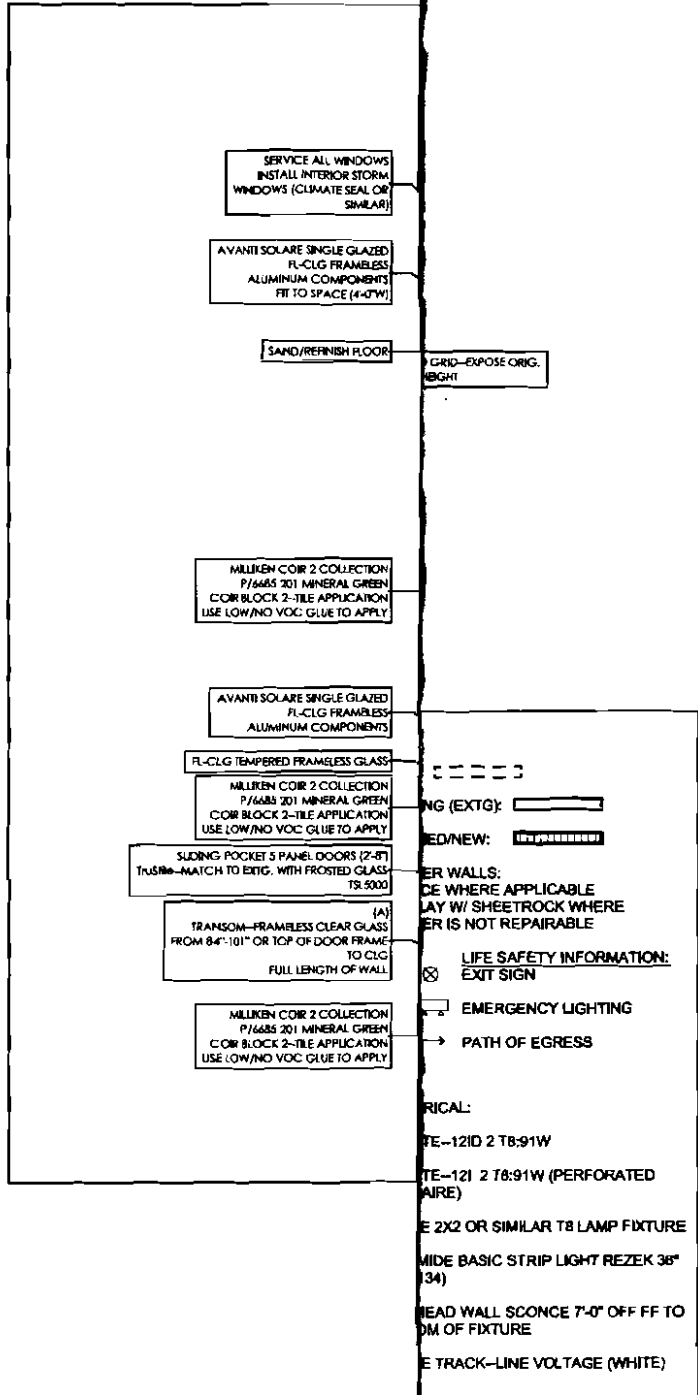 SERVICE ALL WINDOWS
INSTALL INTERIOR STORM
WINDOWS (CLIMATE SEAL OR
SIMILAR)
AVANTI SOLARE SINGLE GLAZED
FL-CLG FRAMELESS
ALUMINUM COMPONENTS
FIT TO SPACE (4'-0"W)
SAND/REFINISH FLOOR
GRID--EXPOSE ORIG.
EIGHT
MILLIKEN COIR 2 COLLECTION
P/6685 201 MINERAL GREEN
COIR BLOCK 2--TILE APPLICATION
USE LOW/NO VOC GLUE TO APPLY
AVANTI SOLARE SINGLE GLAZED
FL-CLG FRAMELESS
ALUMINUM COMPONENTS
FL-CLG TEMPERED FRAMELESS GLASS
MILLIKEN COIR 2 COLLECTION
P/6685 201 MINERAL GREEN
COIR BLOCK 2--TILE APPLICATION
USE LOW/NO VOC GLUE TO APPLY
SLIDING POCKET 5 PANEL DOORS (2'-8")
TruStile--MATCH TO EXTG. WITH FROSTED GLASS
TSL5000
(A)
TRANSOM--FRAMELESS CLEAR GLASS
FROM 84"-101" OR TOP OF DOOR FRAME
TO CLG
FULL LENGTH OF WALL
MILLIKEN COIR 2 COLLECTION
P/6685 201 MINERAL GREEN
COIR BLOCK 2--TILE APPLICATION
USE LOW/NO VOC GLUE TO APPLY
NG (EXTG):
ED/NEW:
ER WALLS:
CE WHERE APPLICABLE
LAY W/ SHEETROCK WHERE
ER IS NOT REPAIRABLE
LIFE SAFETY INFORMATION:
EXIT SIGN
EMERGENCY LIGHTING
PATH OF EGRESS
RICAL:
TE--12ID 2 T8:91W
TE--12I 2 T8:91W (PERFORATED
AIRE)
E 2X2 OR SIMILAR T8 LAMP FIXTURE
MIDE BASIC STRIP LIGHT REZEK 36"
134)
HEAD WALL SCONCE 7'-0" OFF FF TO
OM OF FIXTURE
E TRACK--LINE VOLTAGE (WHITE)